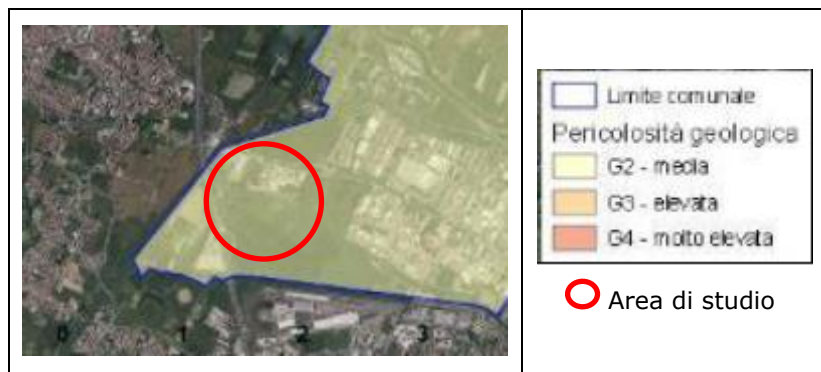 0 1 2 3
Limite comunale
Pericolosità geologica
G2 - media
G3 - elevata
G4 - molto elevata
Area di studio